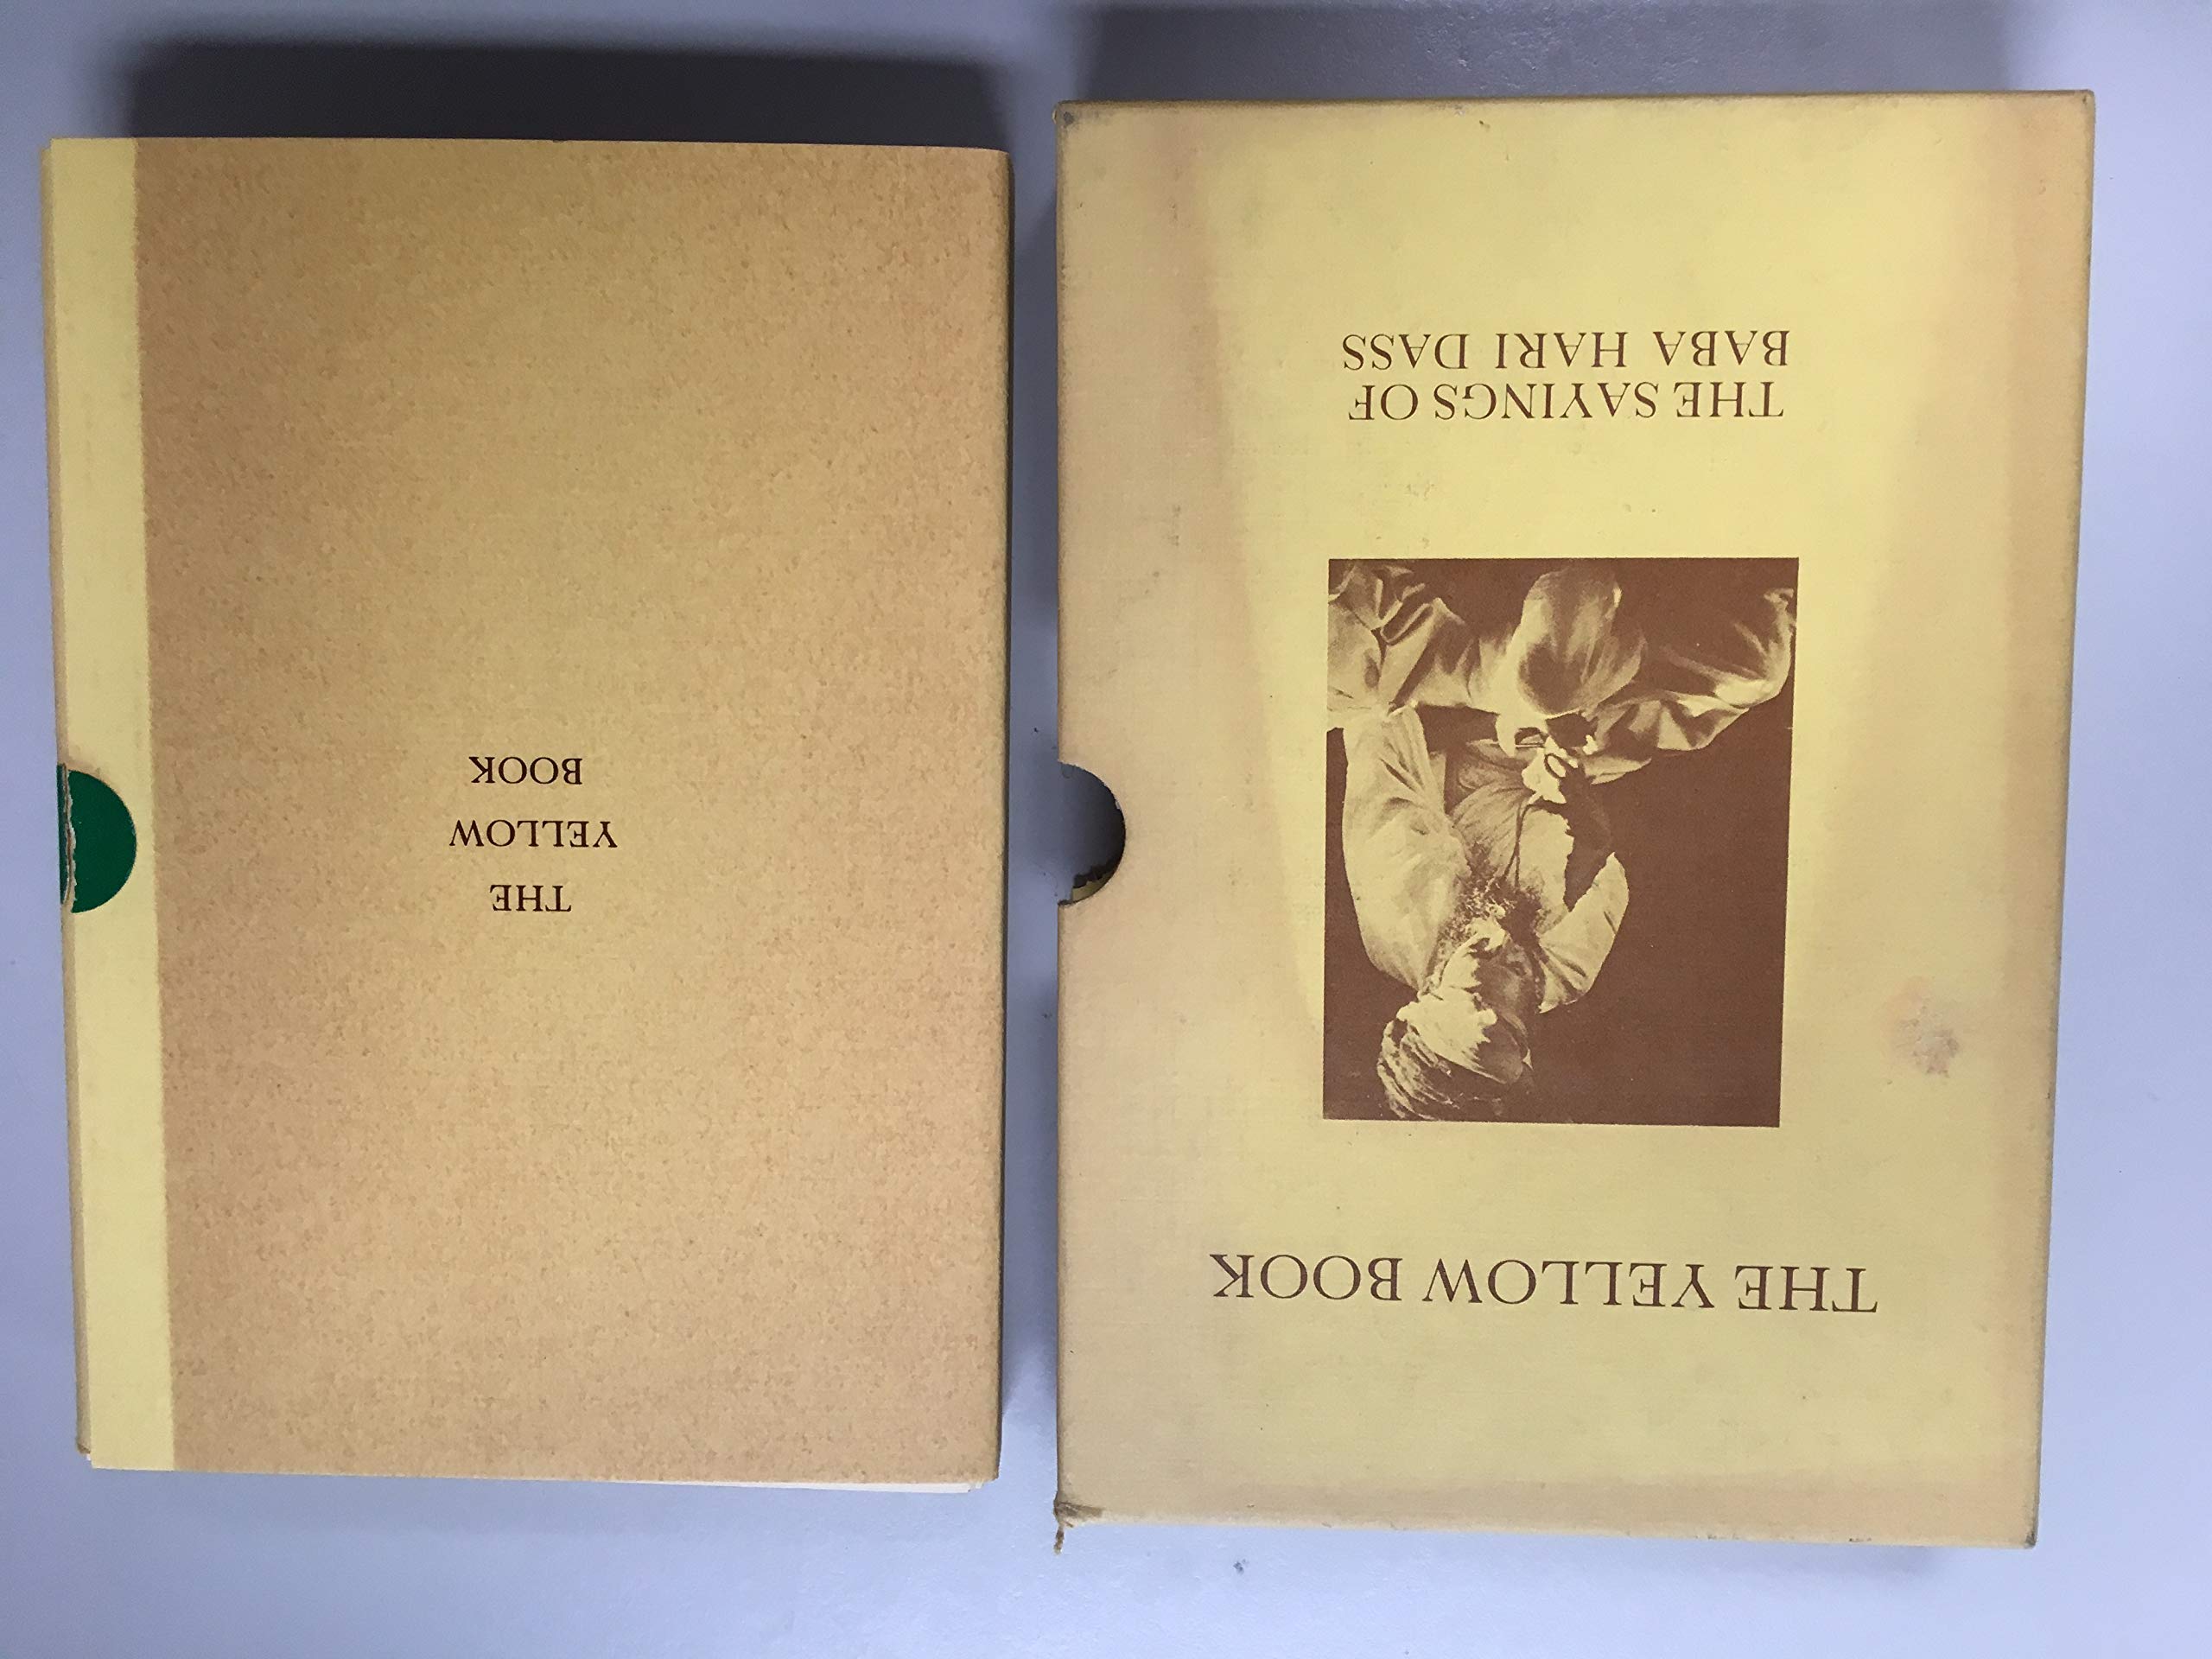 THE
YELLOW
BOOK
THE YELLOW BOOK
THE SAYINGS OF
BABA HARI DASS